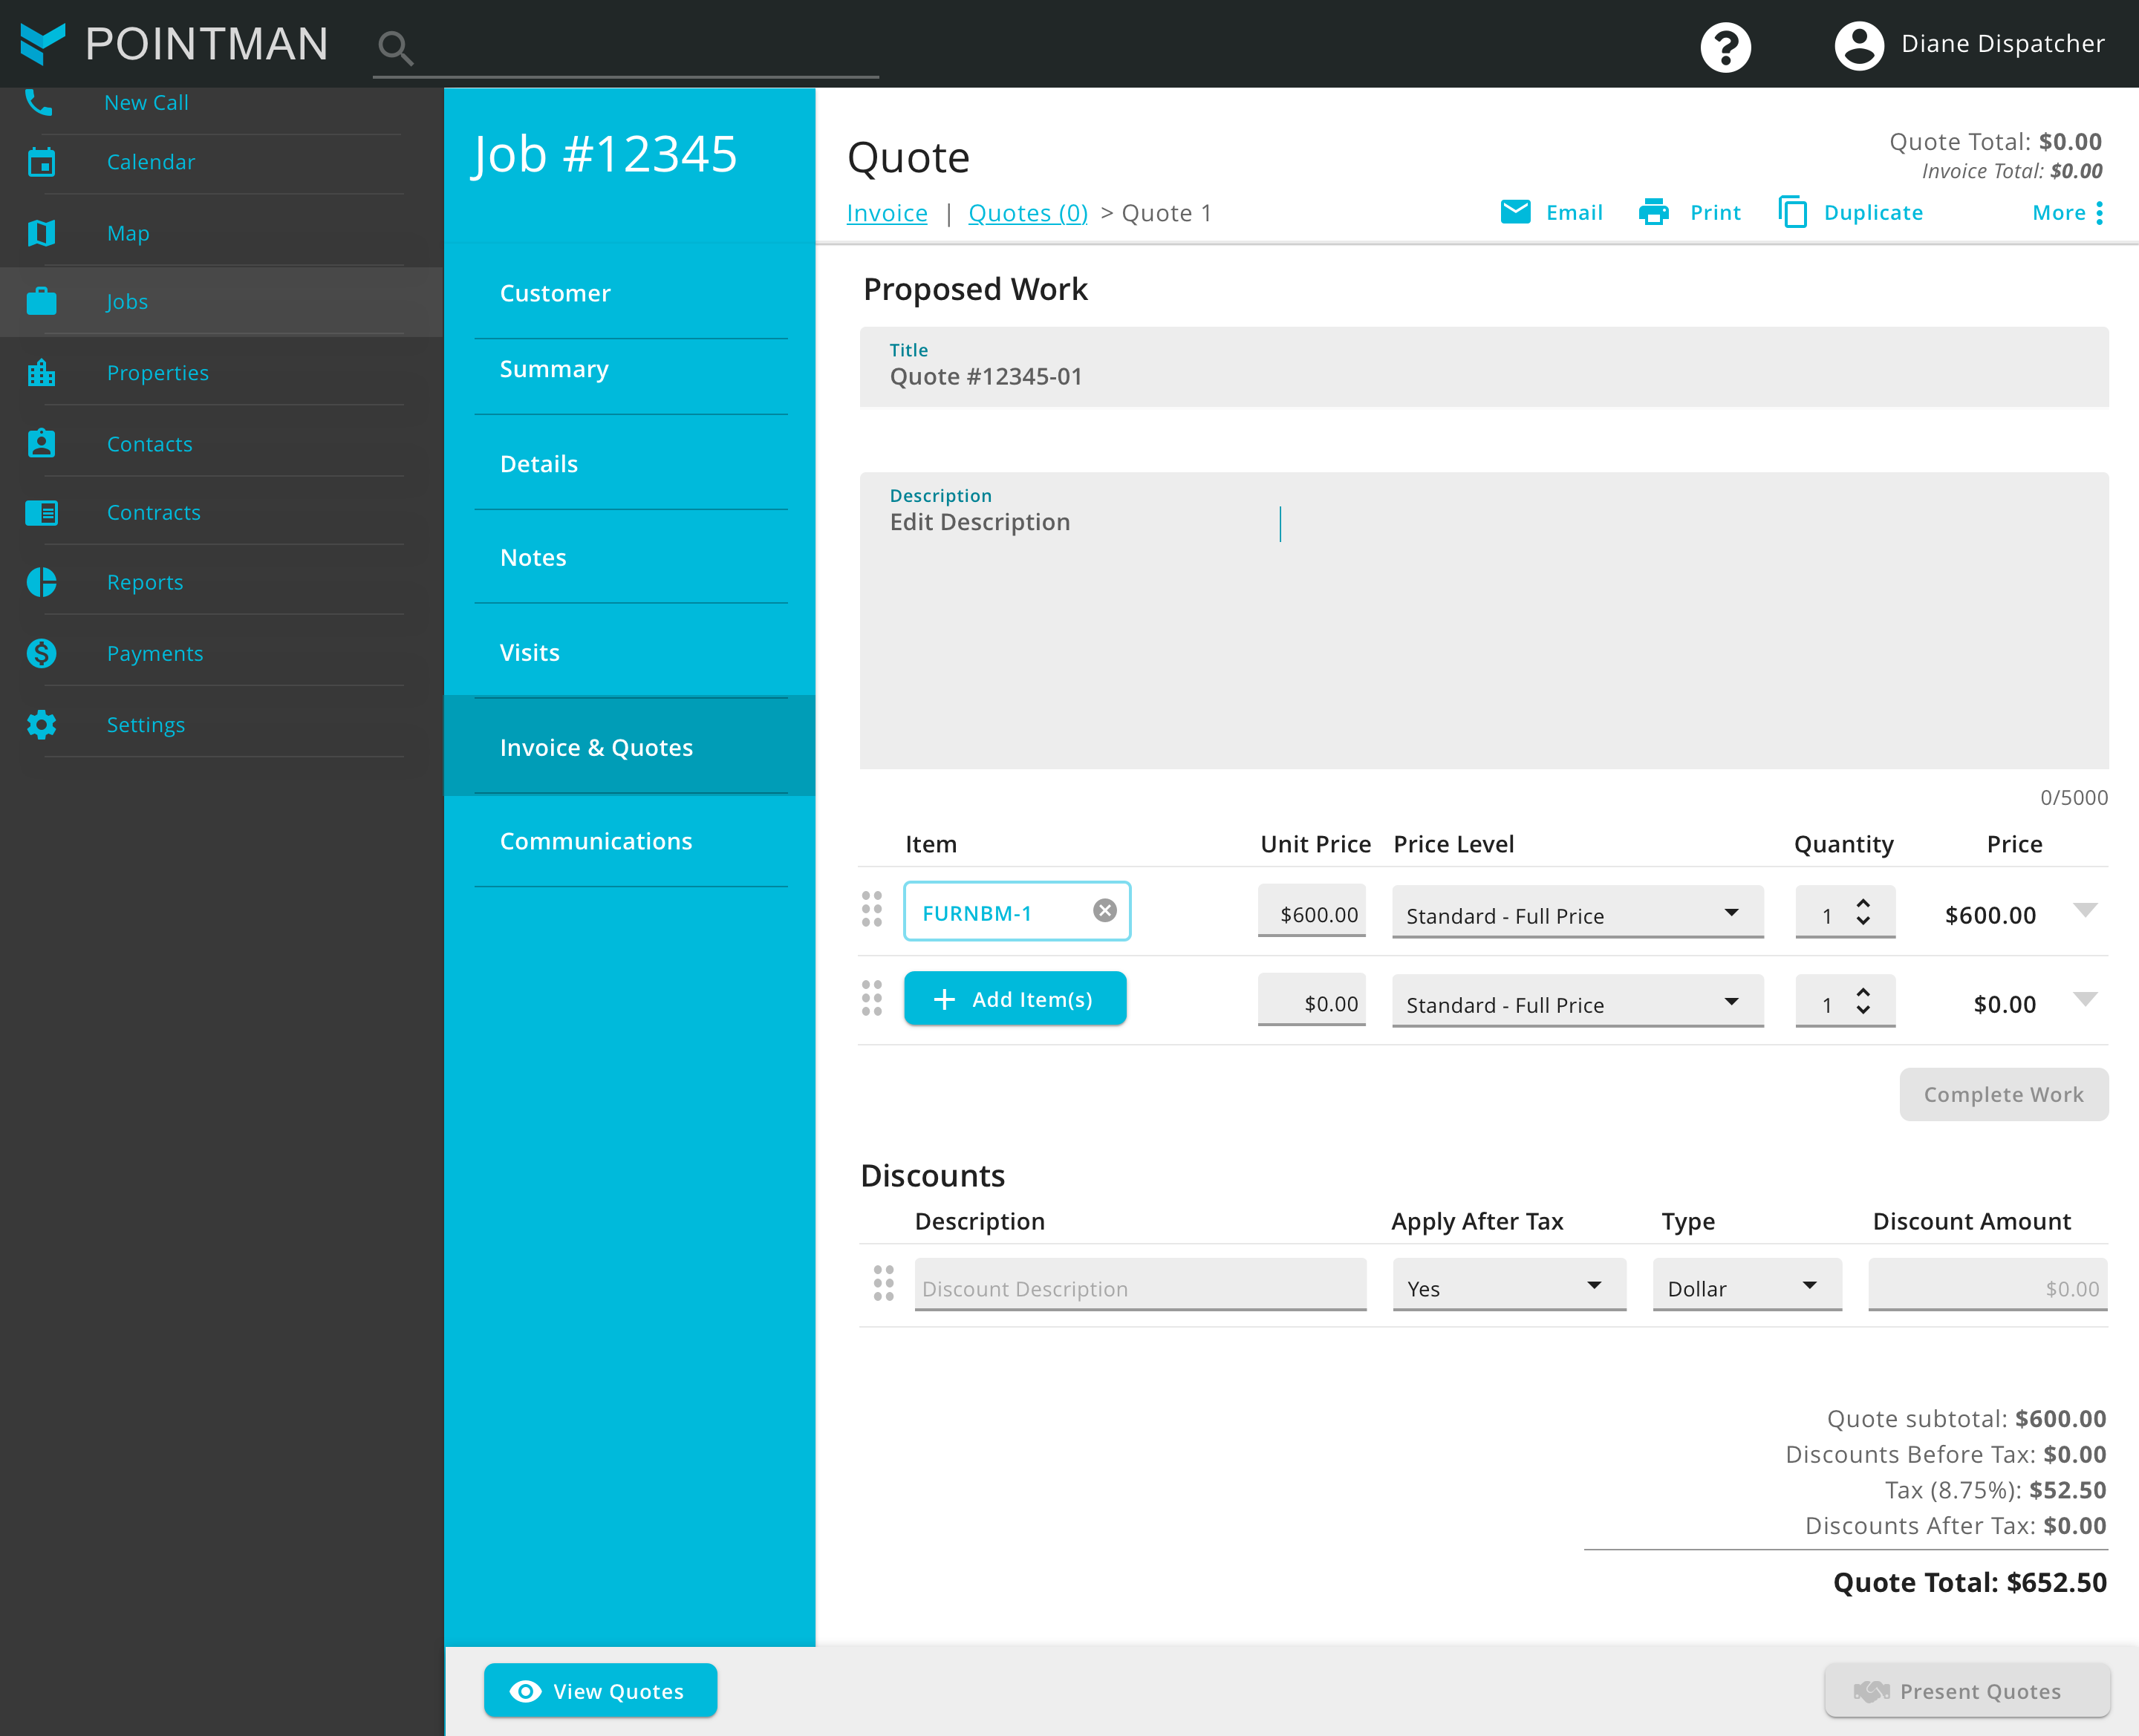 POINTMAN
Diane Dispatcher
New Call
Calendar
Map
Jobs
Properties
Contacts
Contracts
Reports
Payments
Settings
Job #12345
Customer
Summary
Details
Notes
Visits
Invoice & Quotes
Communications
Quote
Quote Total: $0.00
Invoice Total: $0.00
Invoice | Quotes (0) > Quote 1
Email Print Duplicate More
Proposed Work
Title
Quote #12345-01
Description
Edit Description
0/5000
Item Unit Price Price Level Quantity Price
FURNBM-1 $600.00 Standard - Full Price 1 $600.00
Add Item(s) $0.00 Standard - Full Price 1 $0.00
Complete Work
Discounts
Description Apply After Tax Type Discount Amount
Discount Description Yes Dollar $0.00
Quote subtotal: $600.00
Discounts Before Tax: $0.00
Tax (8.75%): $52.50
Discounts After Tax: $0.00
Quote Total: $652.50
View Quotes
Present Quotes